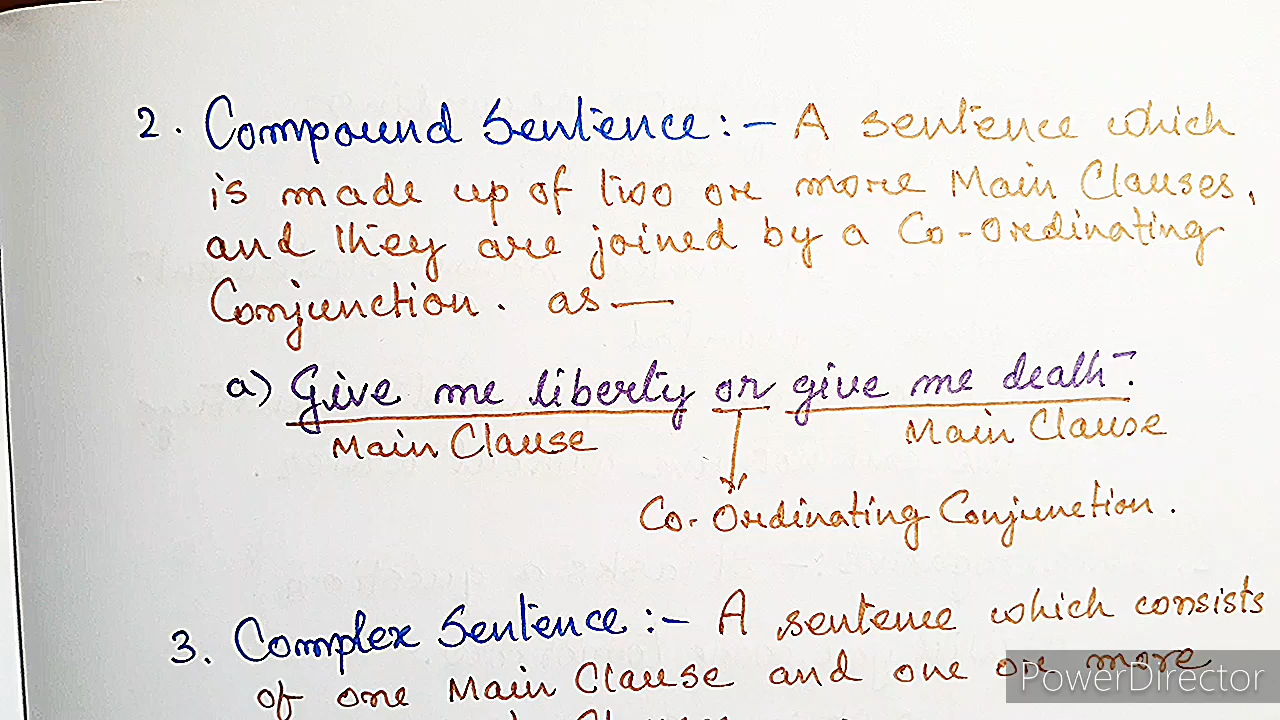 2. Compound Sentence:- A sentence which
is made up of two or more Main Clauses,
and they are joined by a Co-Ordinating
Conjunction. as—
a) Give me liberty or give me death.
Main Clause Main Clause
Co-Ordinating Conjunction.
3. Complex Sentence:- A sentence which consists
of one Main Clause and one or more
Clauses
PowerDirector